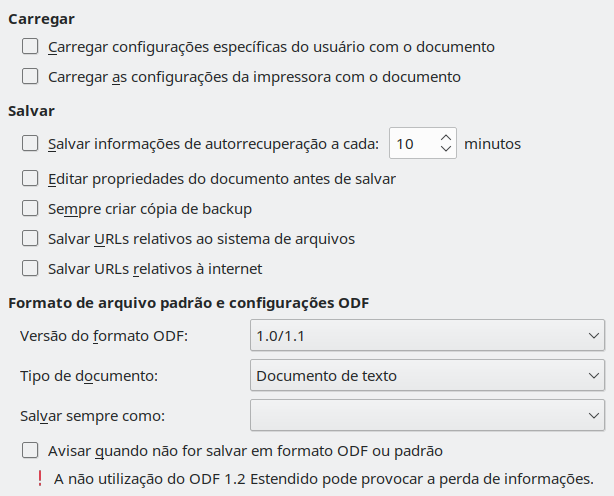 Carregar
Carregar configurações específicas do usuário com o documento
Carregar as configurações da impressora com o documento
Salvar
Salvar informações de autorrecuperação a cada: 10 minutos
Editar propriedades do documento antes de salvar
Sempre criar cópia de backup
Salvar URLs relativos ao sistema de arquivos
Salvar URLs relativos à internet
Formato de arquivo padrão e configurações ODF
Versão do formato ODF: 1.0/1.1
Tipo de documento: Documento de texto
Salvar sempre como:
Avisar quando não for salvar em formato ODF ou padrão
! A não utilização do ODF 1.2 Estendido pode provocar a perda de informações.